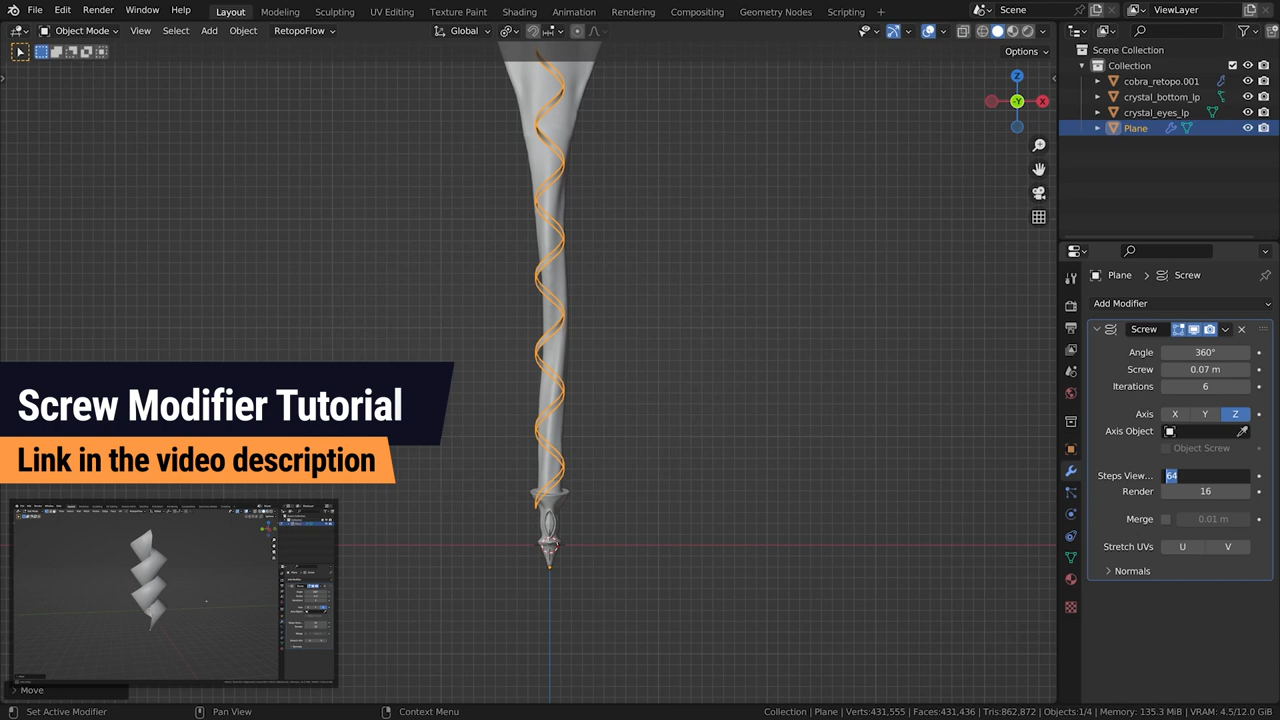 File Edit Render Window Help Layout Modeling Sculpting UV Editing Texture Paint Shading Animation Rendering Compositing Geometry Nodes Scripting + Scene ViewLayer
Object Mode View Select Add Object RetopoFlow Global
Options
Scene Collection
Collection
cobra_retopo.001
crystal_bottom_lp
crystal_eyes_lp
Plane
Z
-Y
X
Plane Screw
Add Modifier
Screw
Angle 360°
Screw 0.07 m
Iterations 6
Axis X Y Z
Axis Object
Object Screw
Steps View... 64
Render 16
Merge 0.01 m
Stretch UVs U V
Normals
Screw Modifier Tutorial
Link in the video description
Move
Set Active Modifier Pan View Context Menu Collection | Plane | Verts:431,555 | Faces:431,436 | Tris:862,872 | Objects:1/4 | Memory: 135.3 MiB | VRAM: 4.5/12.0 GiB